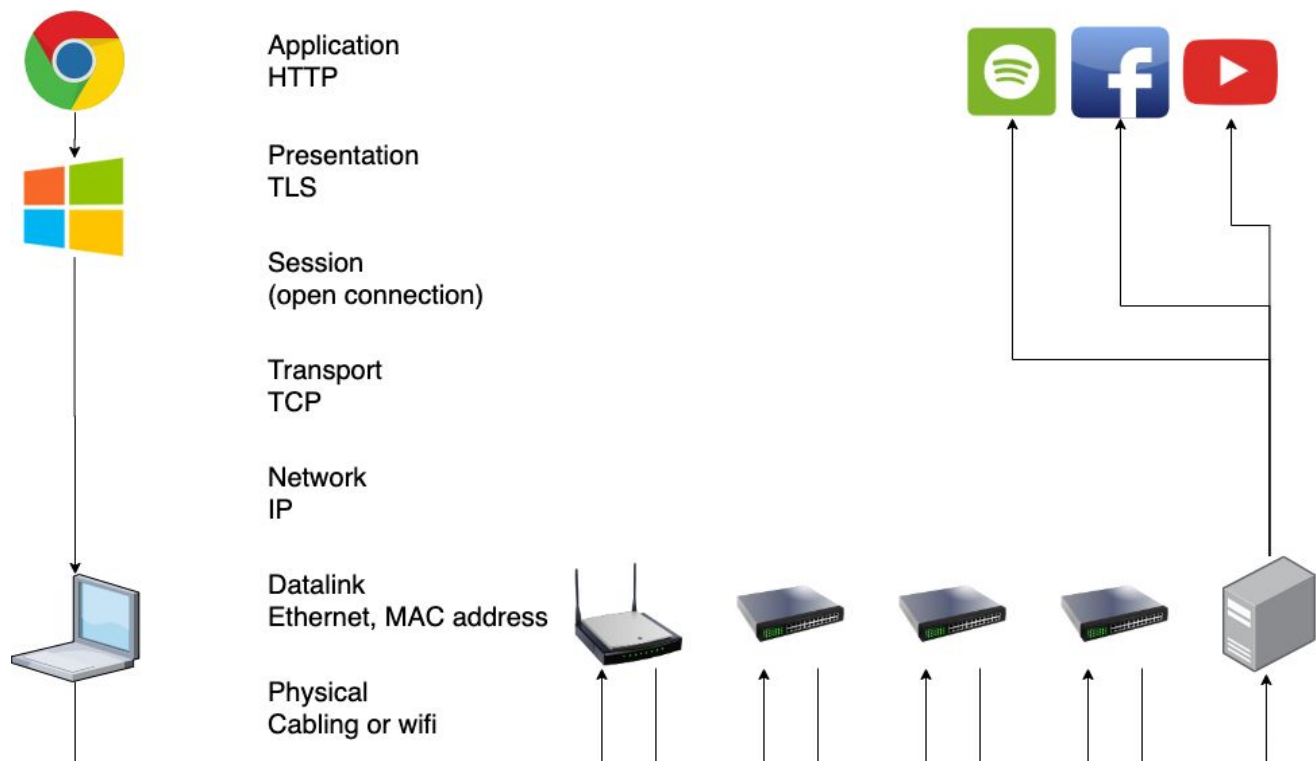 Application
HTTP
Presentation
TLS
Session
(open connection)
Transport
TCP
Network
IP
Datalink
Ethernet, MAC address
Physical
Cabling or wifi
f